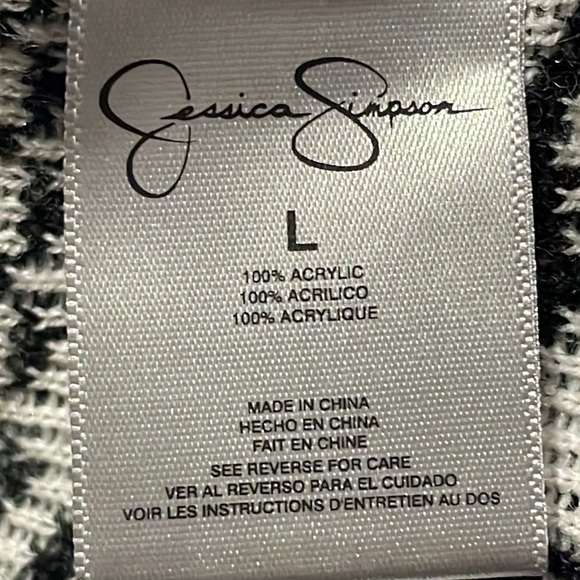 Jessica Simpson
L
100% ACRYLIC
100% ACRILICO
100% ACRYLIQUE
MADE IN CHINA
HECHO EN CHINA
FAIT EN CHINE
SEE REVERSE FOR CARE
VER AL REVERSO PARA EL CUIDADO
VOIR LES INSTRUCTIONS D'ENTRETIEN AU DOS